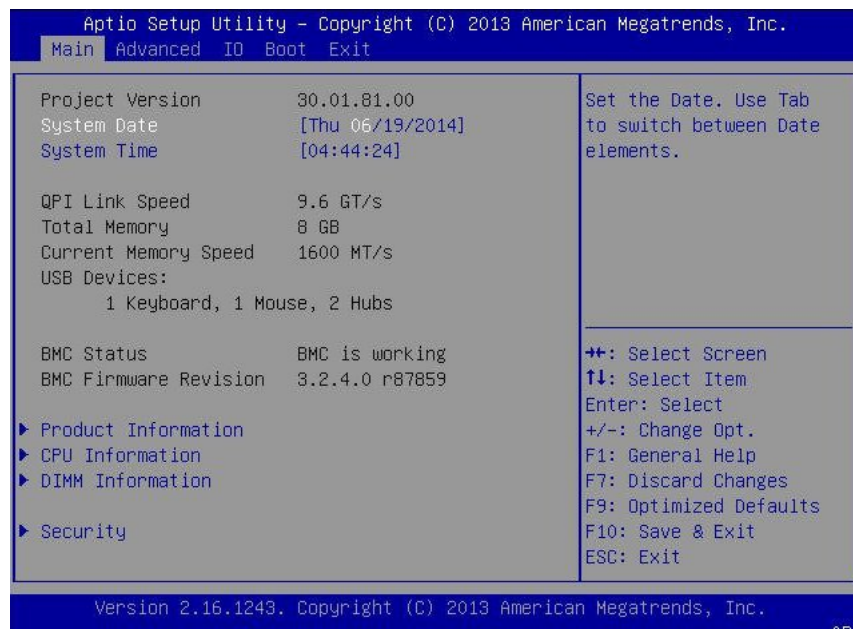 Aptio Setup Utility – Copyright (C) 2013 American Megatrends, Inc.
Main Advanced IO Boot Exit
Project Version 30.01.81.00
System Date [Thu 06/19/2014]
System Time [04:44:24]
QPI Link Speed 9.6 GT/s
Total Memory 8 GB
Current Memory Speed 1600 MT/s
USB Devices:
1 Keyboard, 1 Mouse, 2 Hubs
BMC Status BMC is working
BMC Firmware Revision 3.2.4.0 r87859
Product Information
CPU Information
DIMM Information
Security
Set the Date. Use Tab
to switch between Date
elements.
→←: Select Screen
↑↓: Select Item
Enter: Select
+/-: Change Opt.
F1: General Help
F7: Discard Changes
F9: Optimized Defaults
F10: Save & Exit
ESC: Exit
Version 2.16.1243. Copyright (C) 2013 American Megatrends, Inc.